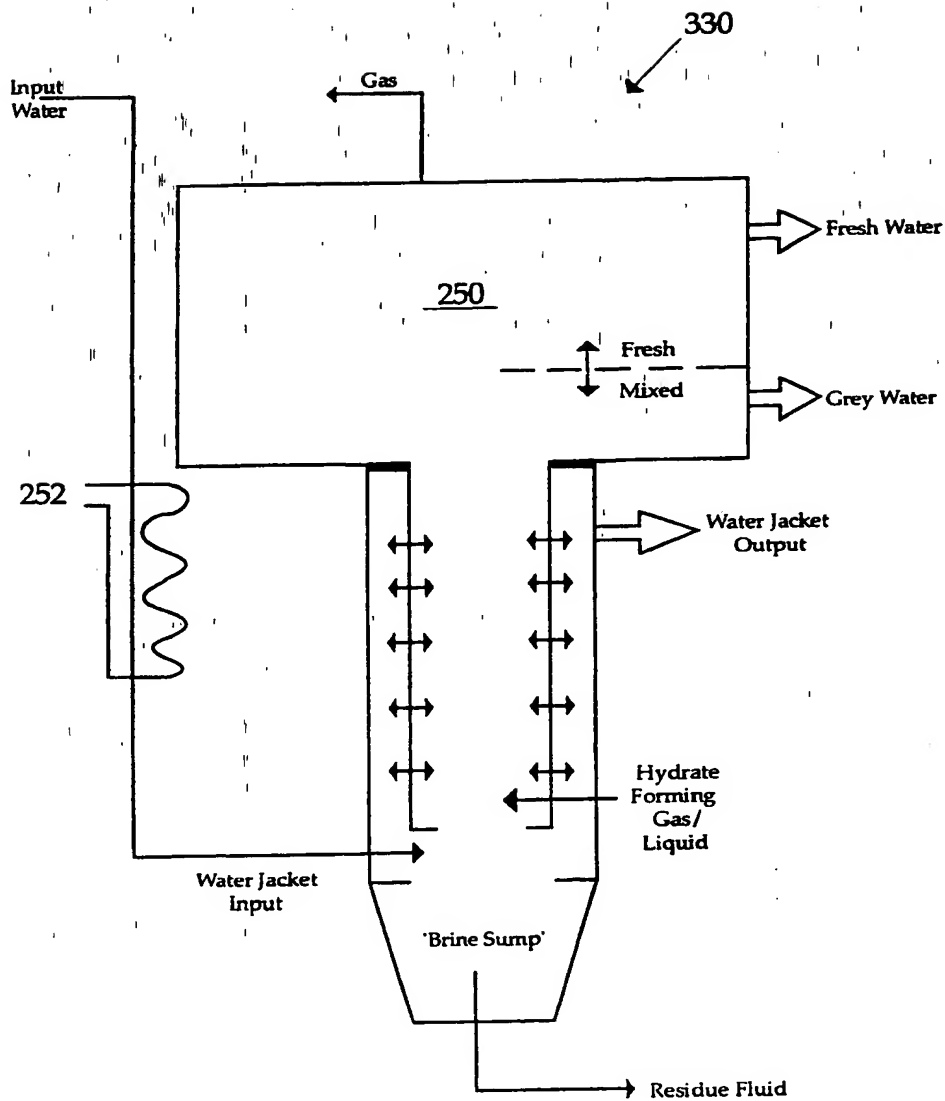 330
Input
Water
Gas
Fresh Water
250
Fresh
Mixed
Grey Water
252
Water Jacket
Output
Hydrate
Forming
Gas/
Liquid
Water Jacket
Input
'Brine Sump'
Residue Fluid